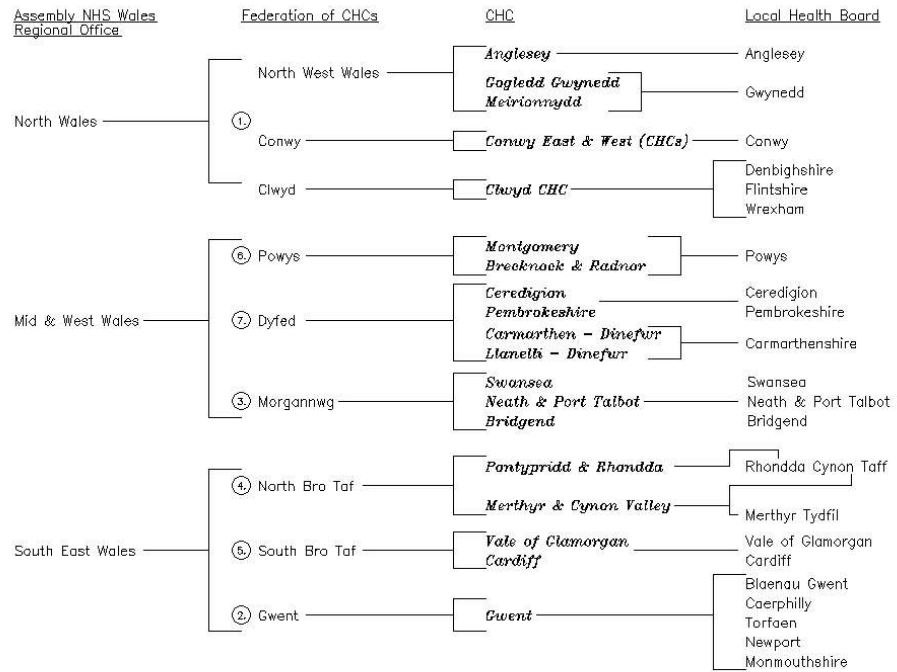 Assembly NHS Wales
Regional Office
Federation of CHCs
CHC
Local Health Board
North Wales
1.
North West Wales
Anglesey
Anglesey
Gogledd Gwynedd
Meirionnydd
Gwynedd
Conwy
Conwy East & West (CHCs)
Conwy
Clwyd
Clwyd CHC
Denbighshire
Flintshire
Wrexham
Mid & West Wales
6. Powys
Montgomery
Brecknock & Radnor
Powys
7. Dyfed
Ceredigion
Pembrokeshire
Ceredigion
Pembrokeshire
Carmarthen - Dinefwr
Llanelli - Dinefwr
Carmarthenshire
3. Morgannwg
Swansea
Neath & Port Talbot
Bridgend
Swansea
Neath & Port Talbot
Bridgend
South East Wales
4. North Bro Taf
Pontypridd & Rhondda
Rhondda Cynon Taff
Merthyr & Cynon Valley
Merthyr Tydfil
5. South Bro Taf
Vale of Glamorgan
Cardiff
Vale of Glamorgan
Cardiff
2. Gwent
Gwent
Blaenau Gwent
Caerphilly
Torfaen
Newport
Monmouthshire